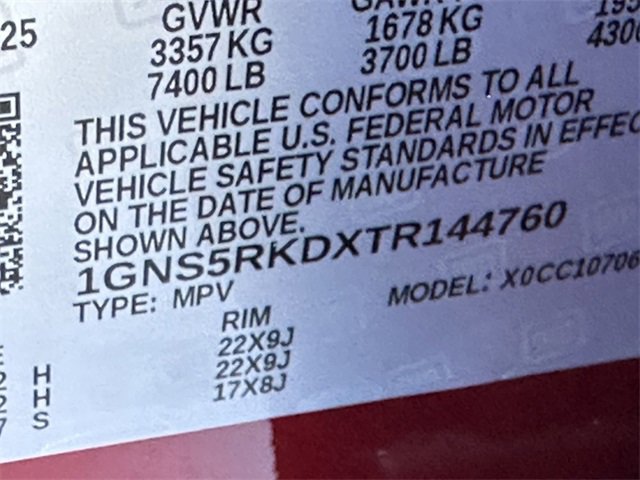 25 GVWR
3357 KG 1678 KG
7400 LB 3700 LB 430
THIS VEHICLE CONFORMS TO ALL
APPLICABLE U.S. FEDERAL MOTOR
VEHICLE SAFETY STANDARDS IN EFFEC
ON THE DATE OF MANUFACTURE
SHOWN ABOVE.
1GNS5RKDXTR144760
TYPE: MPV MODEL: X0CC10706
RIM
22X9J
H 22X9J
H 17X8J
S